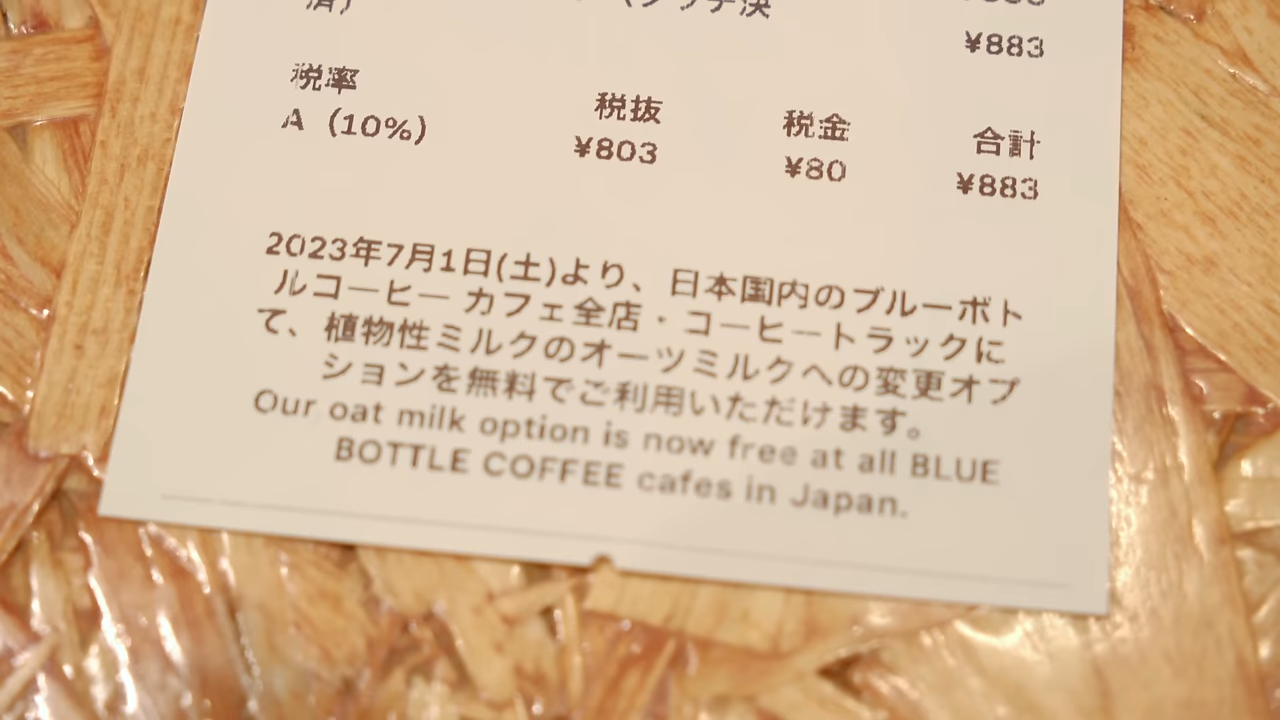 済)
タッチ決
¥883
税率 税抜 税金 合計
A (10%) ¥803 ¥80 ¥883
2023年7月1日(土)より、日本国内のブルーボト
ルコーヒー カフェ全店・コーヒートラックに
て、植物性ミルクのオーツミルクへの変更オプ
ションを無料でご利用いただけます。
Our oat milk option is now free at all BLUE
BOTTLE COFFEE cafes in Japan.